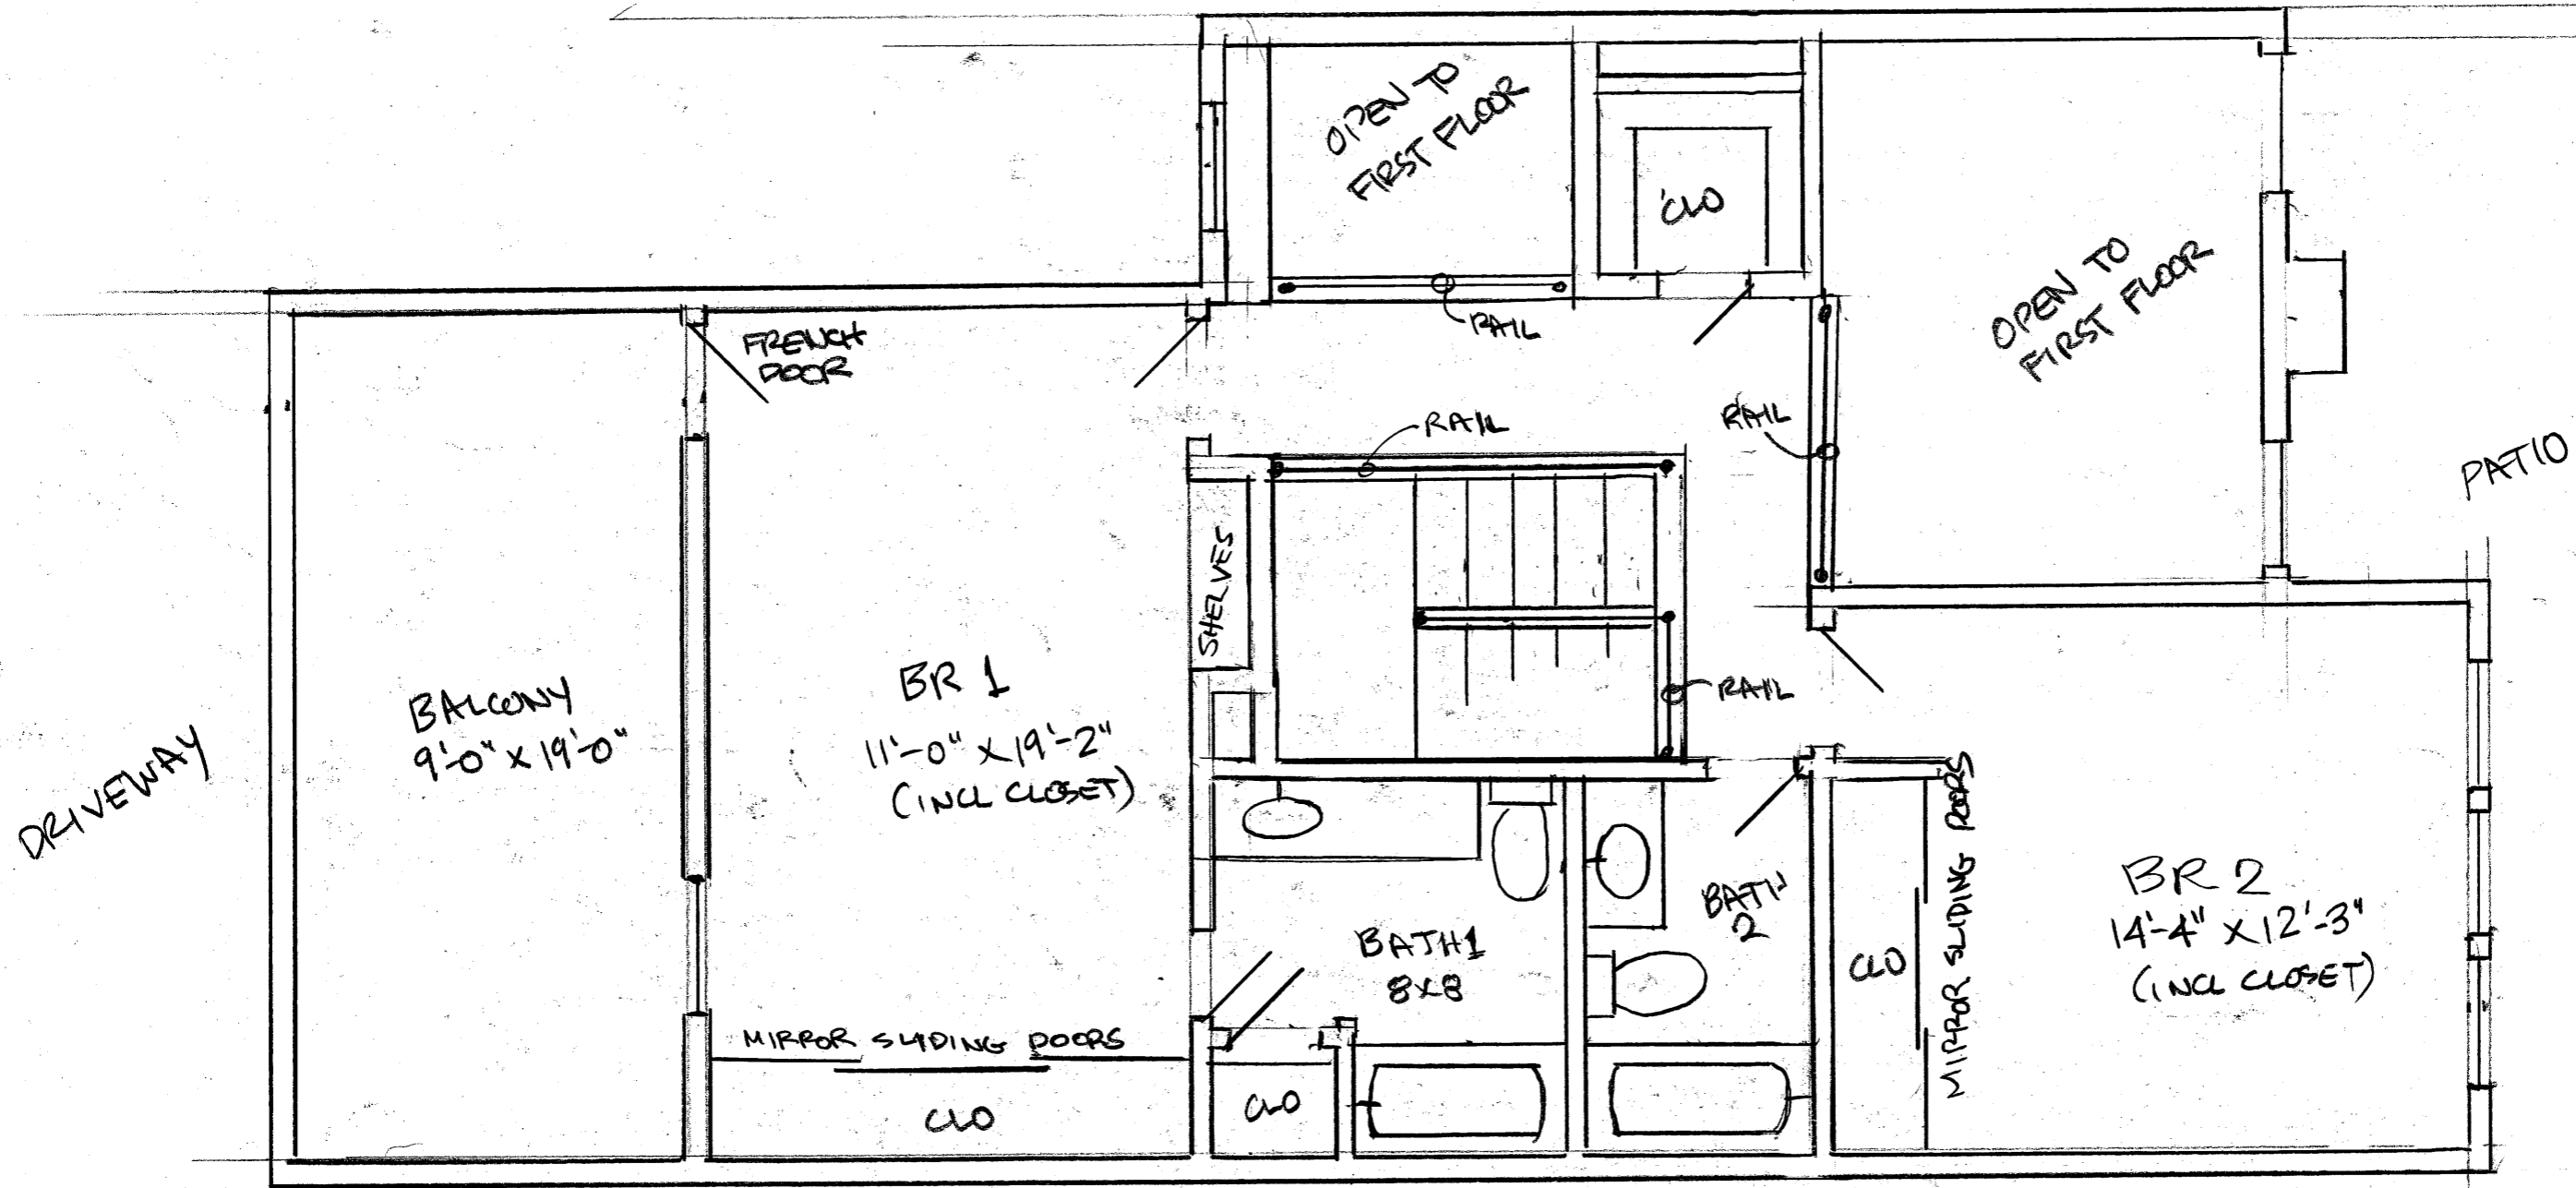 OPEN TO
FIRST FLOOR
CLO
OPEN TO
FIRST FLOOR
RAIL
FRENCH
DOOR
RAIL
RAIL
PATIO
SHELVES
RAIL
BALCONY
9'-0" X 19'-0"
BR 1
11'-0" X 19'-2"
(INCL CLOSET)
DRIVEWAY
BATH 1
8X8
BATH
2
CLO
MIRROR SLIDING DOORS
BR 2
14'-4" X 12'-3"
(INCL CLOSET)
MIRROR SLIDING DOORS
CLO
CLO